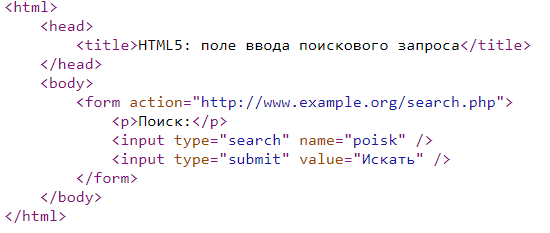 <html>
<head>
<title>HTML5: поле ввода поискового запроса</title>
</head>
<body>
<form action="http://www.example.org/search.php">
<p>Поиск:</p>
<input type="search" name="poisk" />
<input type="submit" value="Искать" />
</form>
</body>
</html>